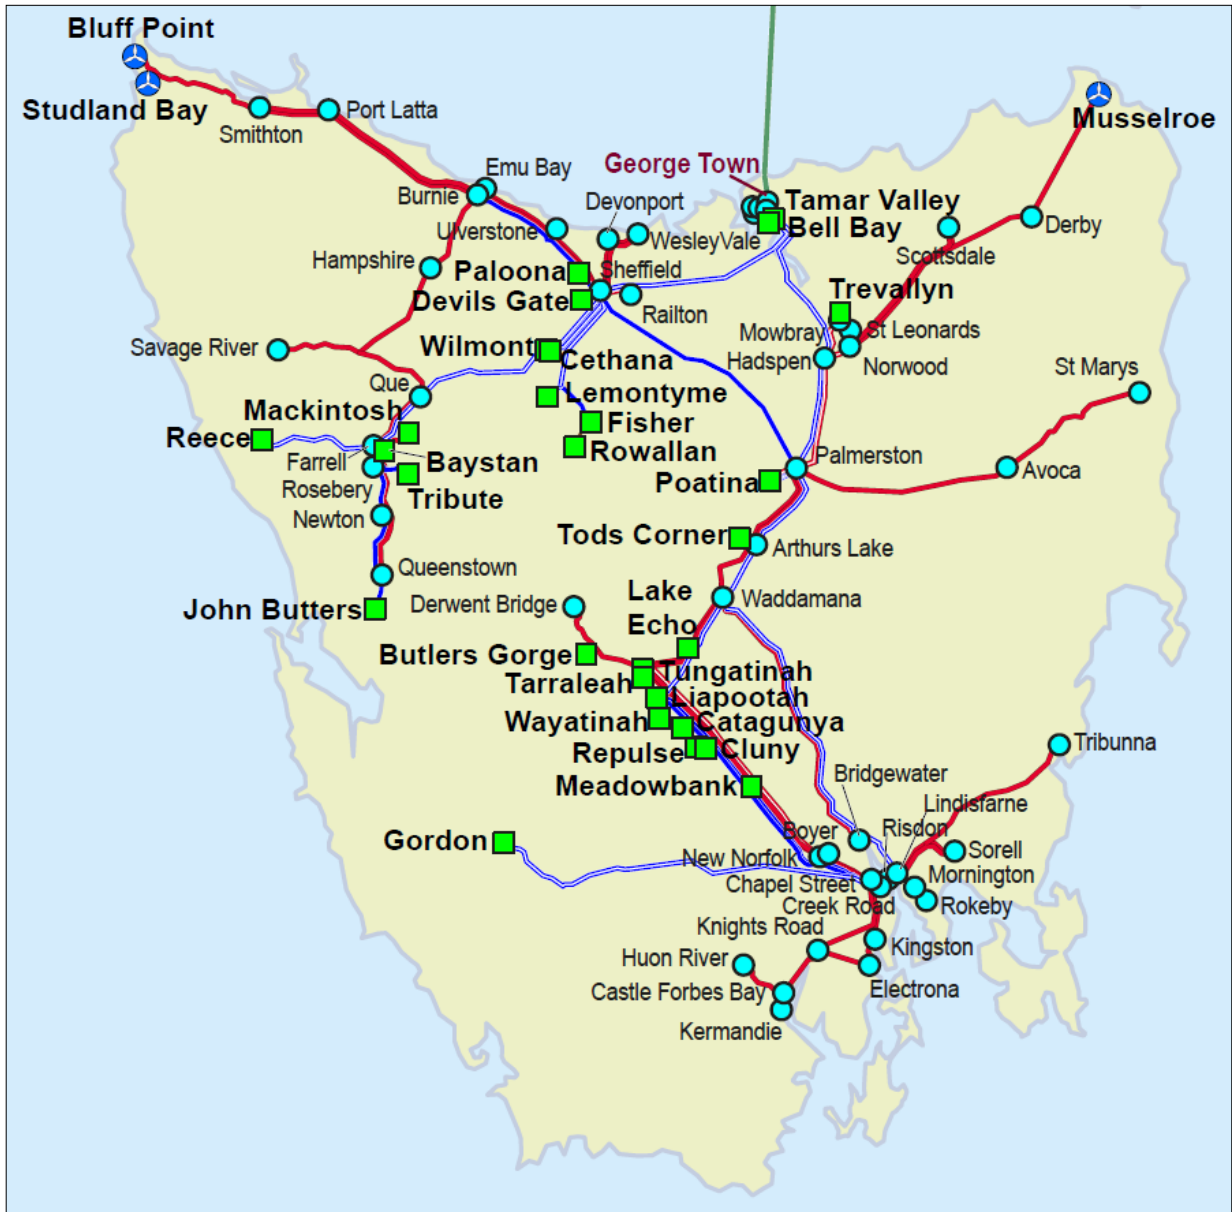 Bluff Point
Studland Bay
Smithton
Port Latta
Musselroe
George Town
Emu Bay
Burnie
Devonport
Tamar Valley
Bell Bay
Ulverstone
WesleyVale
Scottsdale
Derby
Hampshire
Paloona
Sheffield
Devils Gate
Railton
Trevallyn
Mowbray
St Leonards
Savage River
Wilmont
Cethana
Hadspen
Norwood
St Marys
Que
Lemontyme
Mackintosh
Fisher
Reece
Rowallan
Farrell
Baystan
Palmerston
Avoca
Rosebery
Tribute
Poatina
Newton
Tods Corner
Arthurs Lake
Queenstown
John Butters
Derwent Bridge
Lake
Echo
Waddamana
Butlers Gorge
Tungatinah
Tarraleah
Liapootah
Wayatinah
Catagunya
Repulse
Cluny
Tribunna
Meadowbank
Bridgewater
Lindisfarne
Gordon
Boyer
Risdon
New Norfolk
Sorell
Chapel Street
Mornington
Creek Road
Rokeby
Knights Road
Kingston
Huon River
Castle Forbes Bay
Electrona
Kermandie